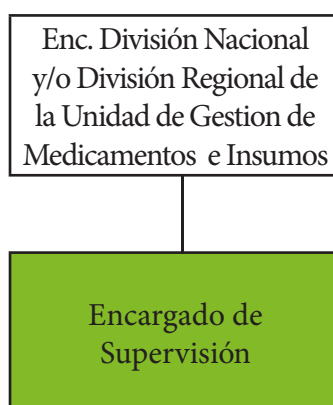 Enc. División Nacional
y/o División Regional de
la Unidad de Gestion de
Medicamentos e Insumos
Encargado de
Supervisión